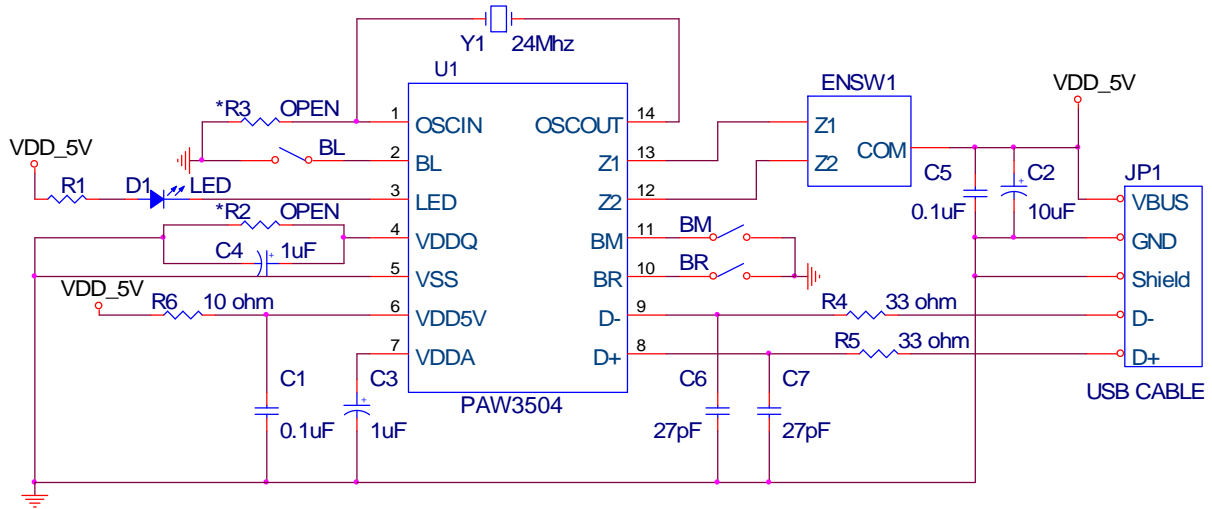 Y1 24Mhz
U1
ENSW1
VDD_5V
*R3 OPEN
1 OSCIN OSCOUT 14
Z1
BL
2 BL Z1 13
Z2
COM
VDD_5V
R1 D1 LED
3 LED Z2 12
C5 C2
JP1
0.1uF 10uF
VBUS
*R2 OPEN
4 VDDQ BM 11 BM
GND
C4 1uF
5 VSS BR 10 BR
Shield
VDD_5V
R6 10 ohm
6 VDD5V D- 9
R4 33 ohm
D-
7 VDDA D+ 8
R5 33 ohm
D+
C1 C3
PAW3504
C6 C7
USB CABLE
0.1uF 1uF
27pF 27pF
+
+
+